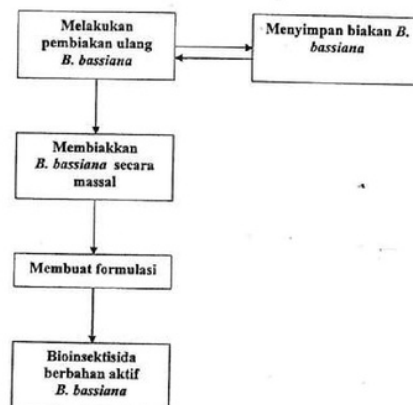 Melakukan
pembiakan ulang
B. bassiana
Menyimpan biakan B.
bassiana
Membiakkan
B. bassiana secara
massal
Membuat formulasi
Bioinsektisida
berbahan aktif
B. bassiana